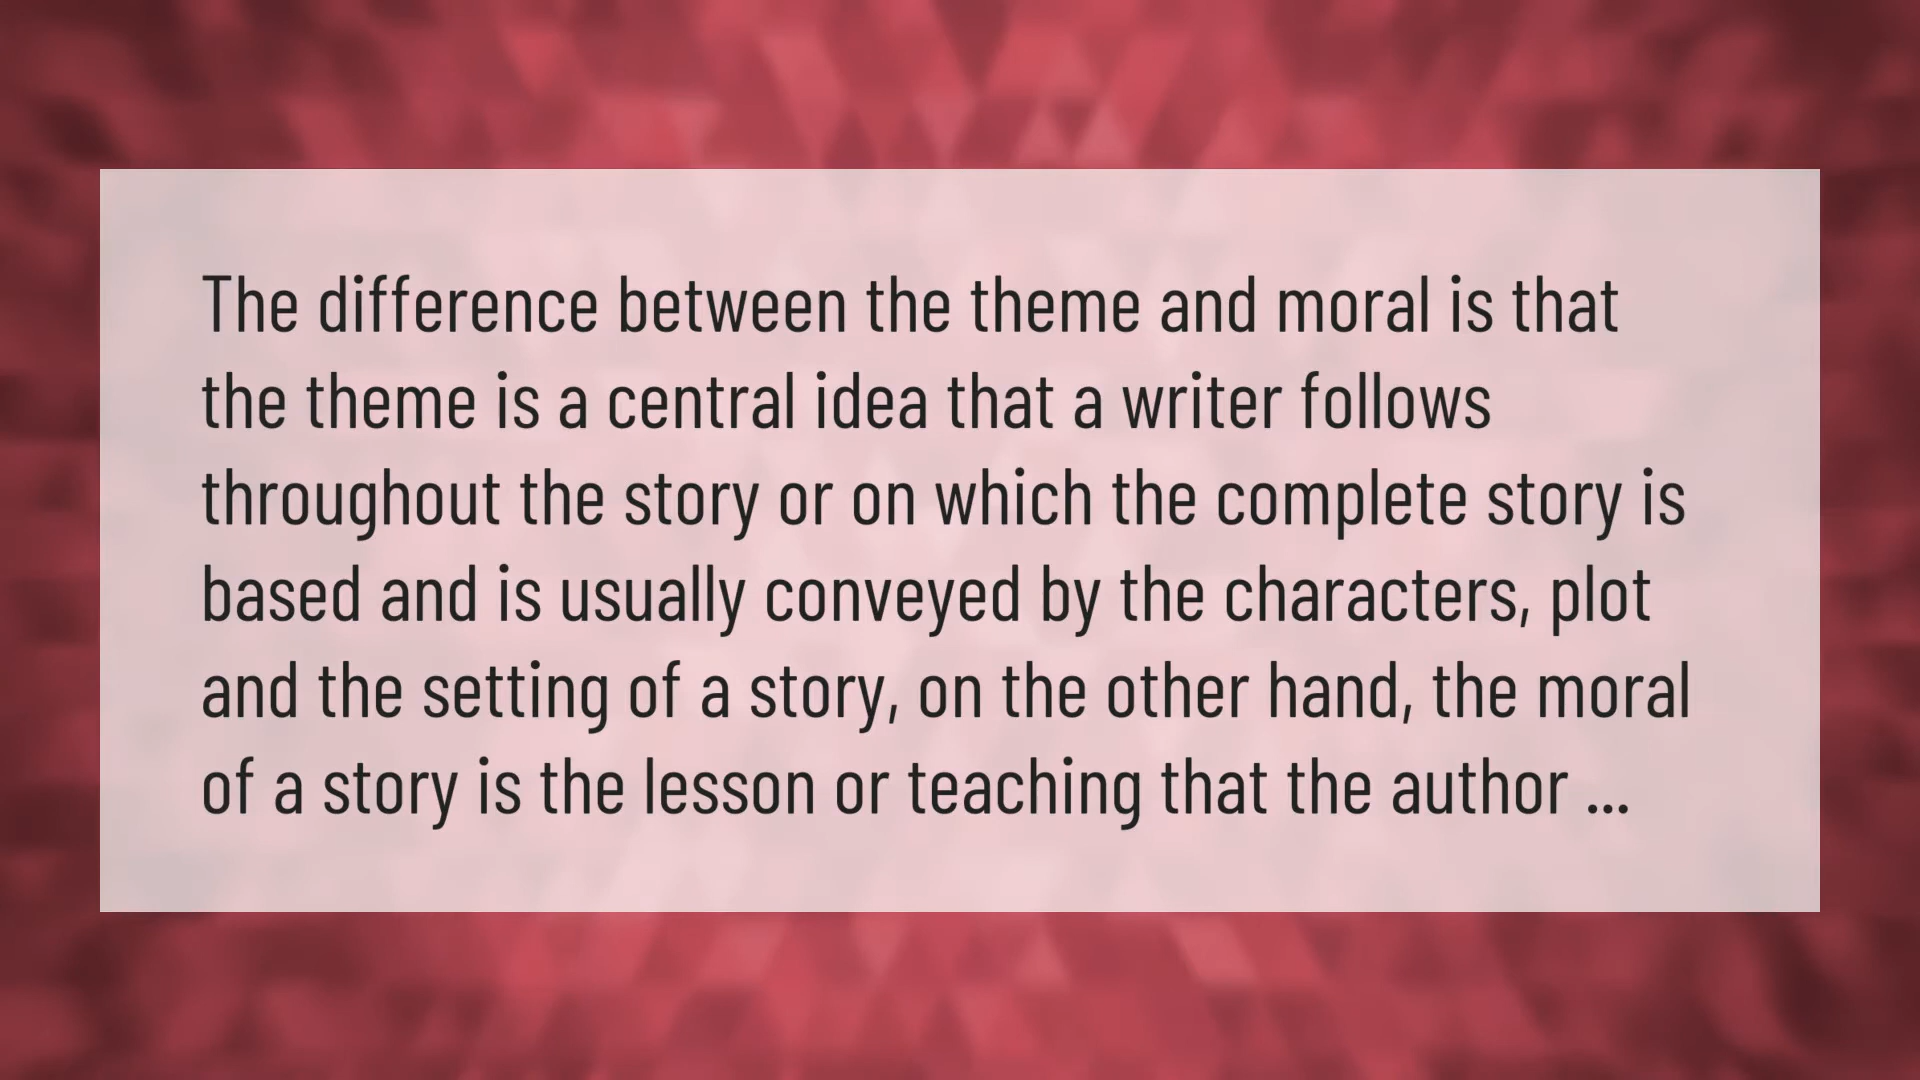 The difference between the theme and moral is that
the theme is a central idea that a writer follows
throughout the story or on which the complete story is
based and is usually conveyed by the characters, plot
and the setting of a story, on the other hand, the moral
of a story is the lesson or teaching that the author ...